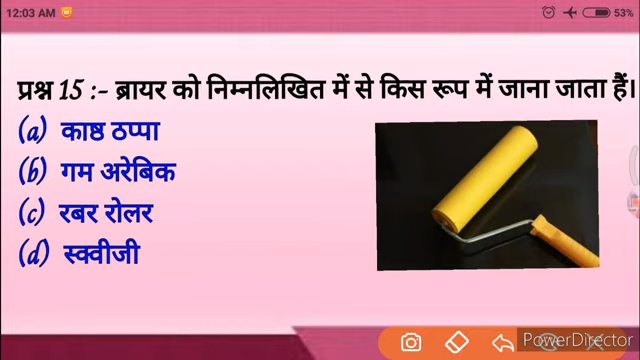 12:03 AM
53%
प्रश्न 15 :- ब्रायर को निम्नलिखित में से किस रूप में जाना जाता हैं।
(a) काष्ठ ठप्पा
(b) गम अरेबिक
(c) रबर रोलर
(d) स्क्वीजी
PowerDirector